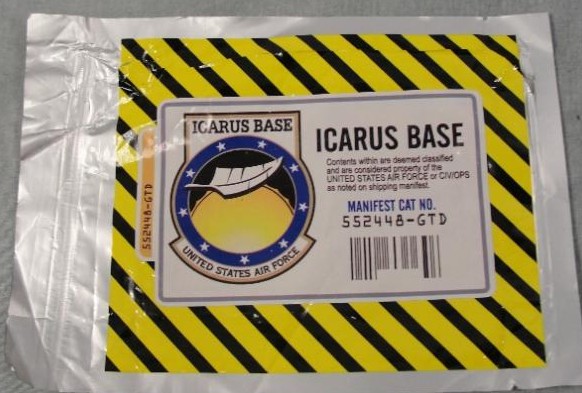 ICARUS BASE
UNITED STATES AIR FORCE
552448-GTD
ICARUS BASE
Contents within are deemed classified
and are considered property of the
UNITED STATES AIR FORCE or CIV/OPS
as noted on shipping manifest.
MANIFEST CAT NO.
552448-GTD